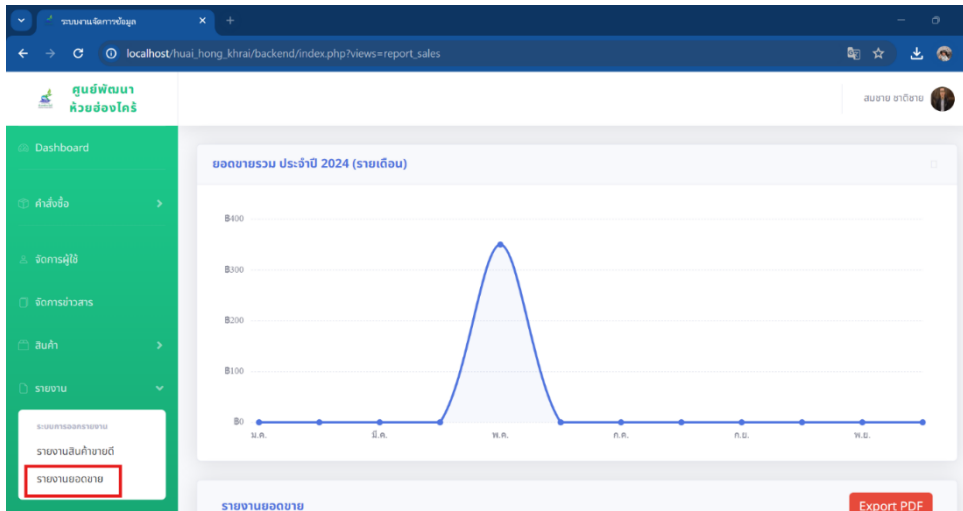 ระบบงานจัดการข้อมูล
localhost/huai_hong_khrai/backend/index.php?views=report_sales
ศูนย์พัฒนา
ห้วยฮ่องไคร้
สมชาย ชาติชาย
Dashboard
คำสั่งซื้อ
จัดการผู้ใช้
จัดการข่าวสาร
สินค้า
รายงาน
ระบบการออกรายงาน
รายงานสินค้าขายดี
รายงานยอดขาย
ยอดขายรวม ประจำปี 2024 (รายเดือน)
฿400
฿300
฿200
฿100
฿0
ม.ค. มี.ค. พ.ค. ก.ค. ก.ย. พ.ย.
รายงานยอดขาย
Export PDF